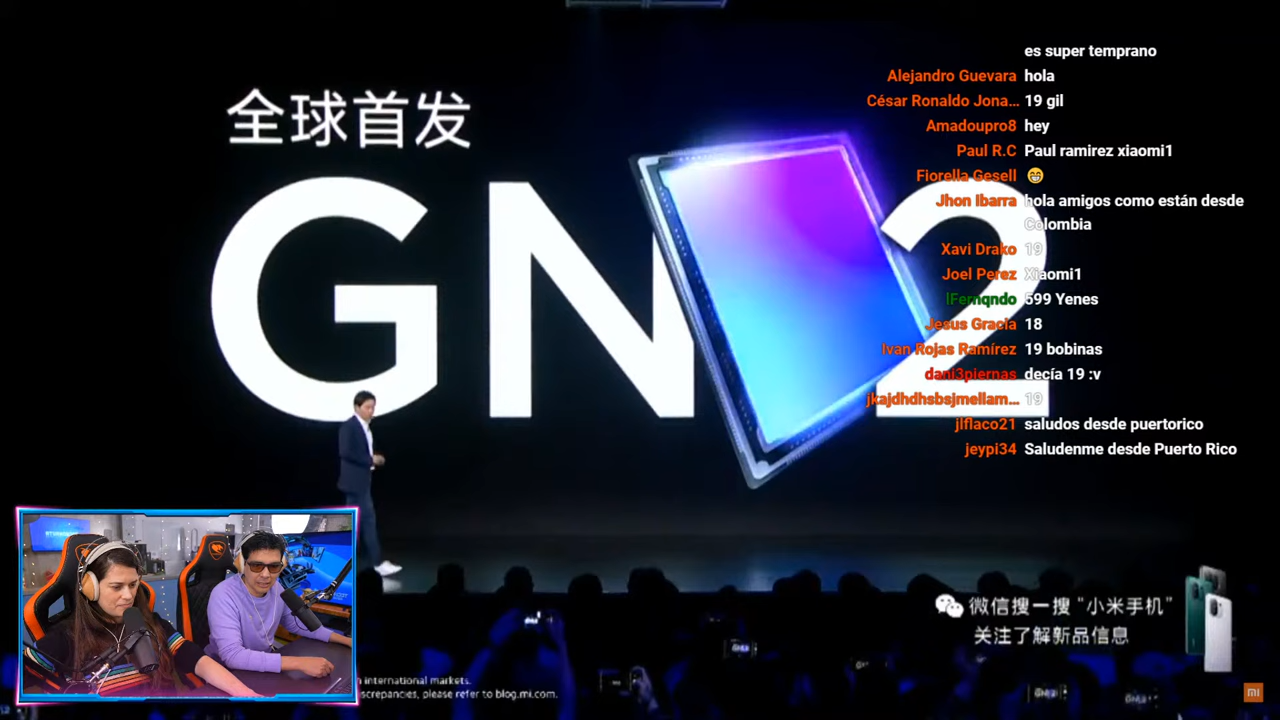 全球首发
GN2
es super temprano
Alejandro Guevara hola
César Ronaldo Jona... 19 gil
Amadoupro8 hey
Paul R.C Paul ramirez xiaomi1
Fiorella Gesell 😁
Jhon Ibarra hola amigos como están desde
Colombia
Xavi Drako 19
Joel Perez Xiaomi1
lFernqndo 599 Yenes
Jesus Gracia 18
Ivan Rojas Ramírez 19 bobinas
dani3piernas decía 19 :v
jkajdhdhsbsjmellam... 19
jlflaco21 saludos desde puertorico
jeypi34 Saludenme desde Puerto Rico
微信搜一搜“小米手机”
关注了解新品信息
international markets.
screpancies, please refer to blog.mi.com.
mi